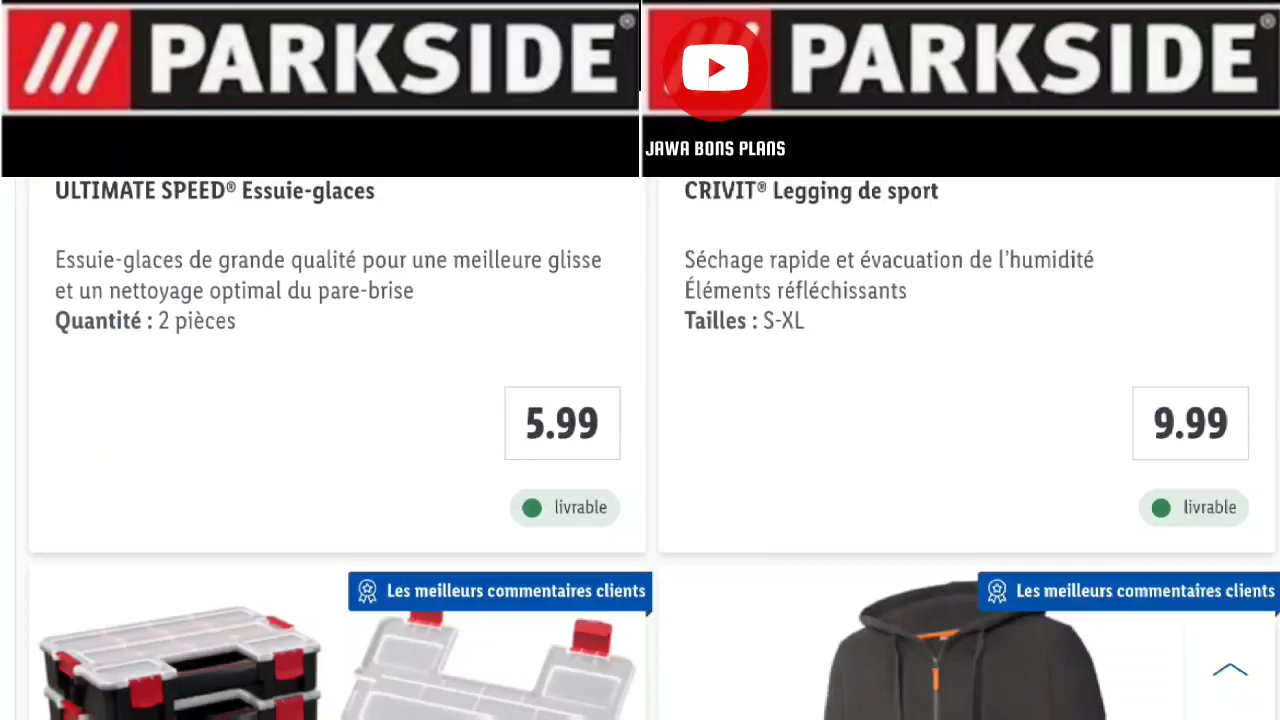 PARKSIDE®
PARKSIDE®
JAWA BONS PLANS
ULTIMATE SPEED® Essuie-glaces
Essuie-glaces de grande qualité pour une meilleure glisse
et un nettoyage optimal du pare-brise
Quantité : 2 pièces
5.99
livrable
CRIVIT® Legging de sport
Séchage rapide et évacuation de l'humidité
Éléments réfléchissants
Tailles : S-XL
9.99
livrable
Les meilleurs commentaires clients
Les meilleurs commentaires clients